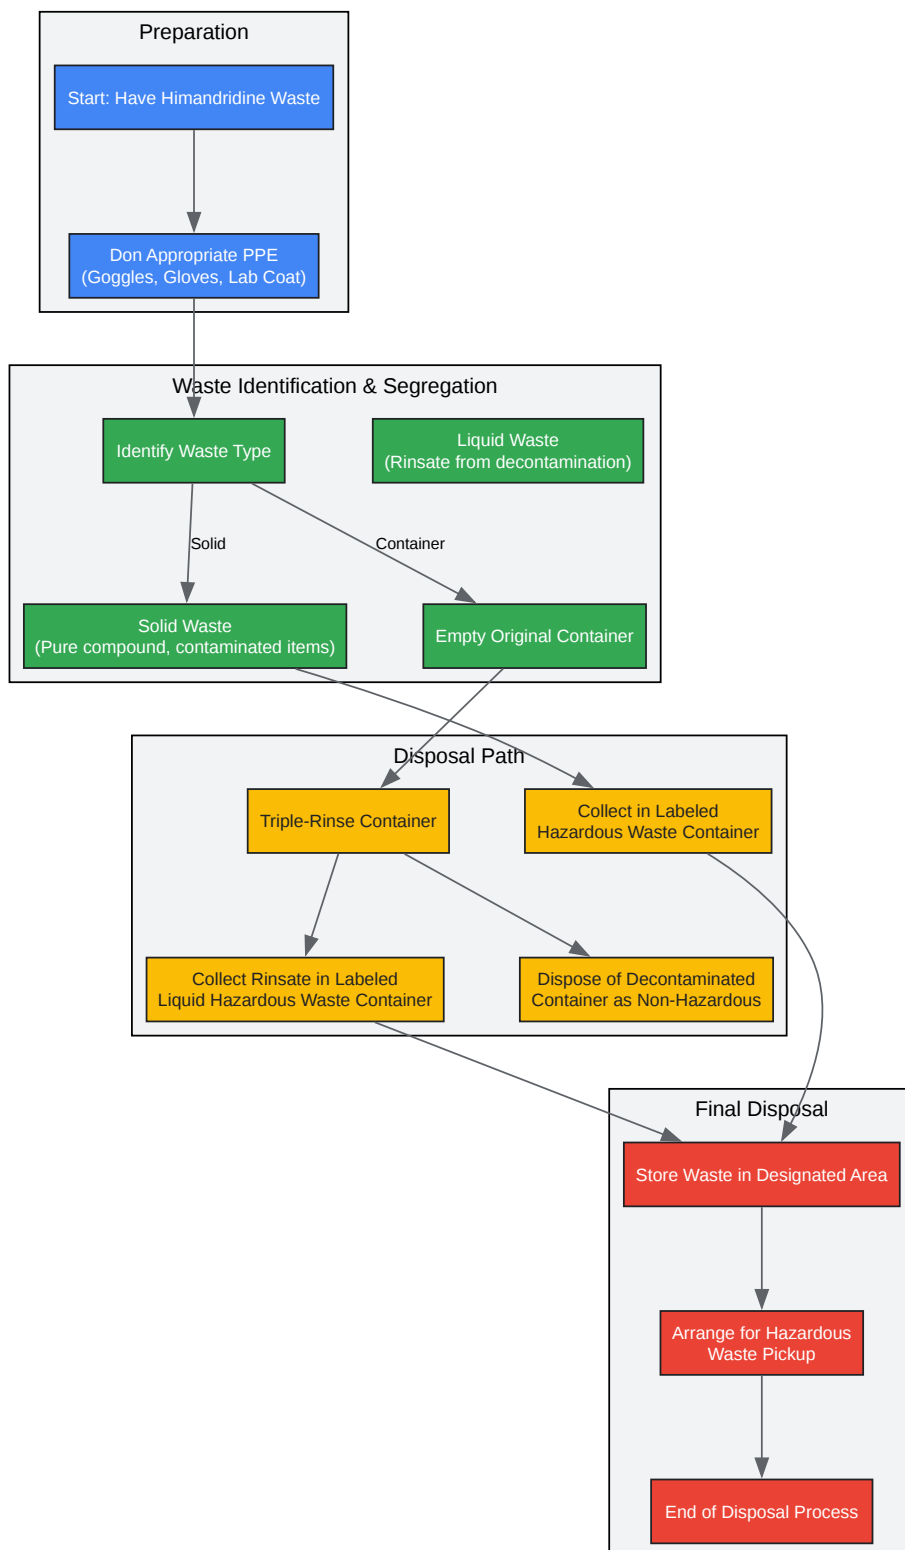 Preparation
Start: Have Himandridine Waste
Don Appropriate PPE
(Goggles, Gloves, Lab Coat)
Waste Identification & Segregation
Identify Waste Type
Liquid Waste
(Rinsate from decontamination)
Solid
Container
Solid Waste
(Pure compound, contaminated items)
Empty Original Container
Disposal Path
Triple-Rinse Container
Collect in Labeled
Hazardous Waste Container
Collect Rinsate in Labeled
Liquid Hazardous Waste Container
Dispose of Decontaminated
Container as Non-Hazardous
Final Disposal
Store Waste in Designated Area
Arrange for Hazardous
Waste Pickup
End of Disposal Process